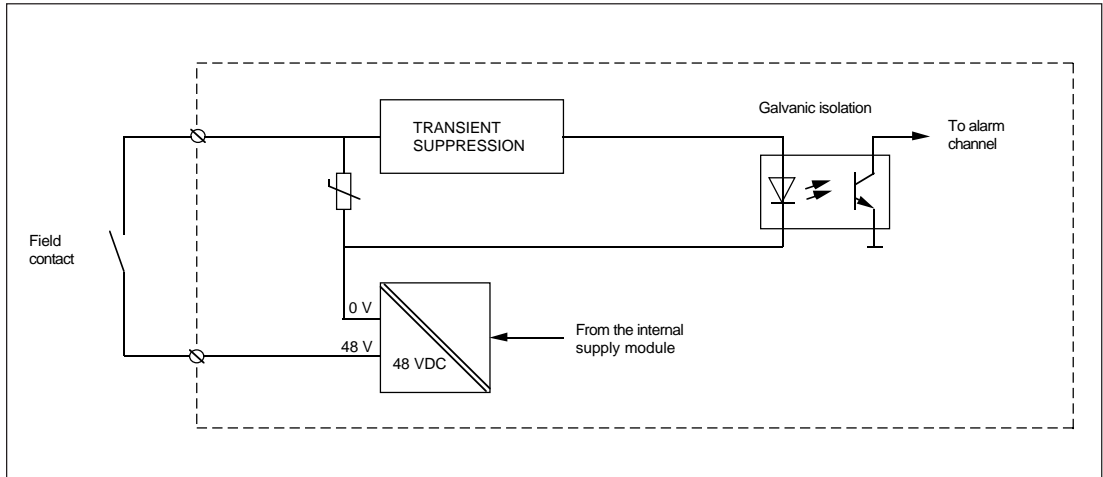 Galvanic isolation
TRANSIENT
SUPPRESSION
To alarm
channel
Field
contact
0 V
48 V
48 VDC
From the internal
supply module